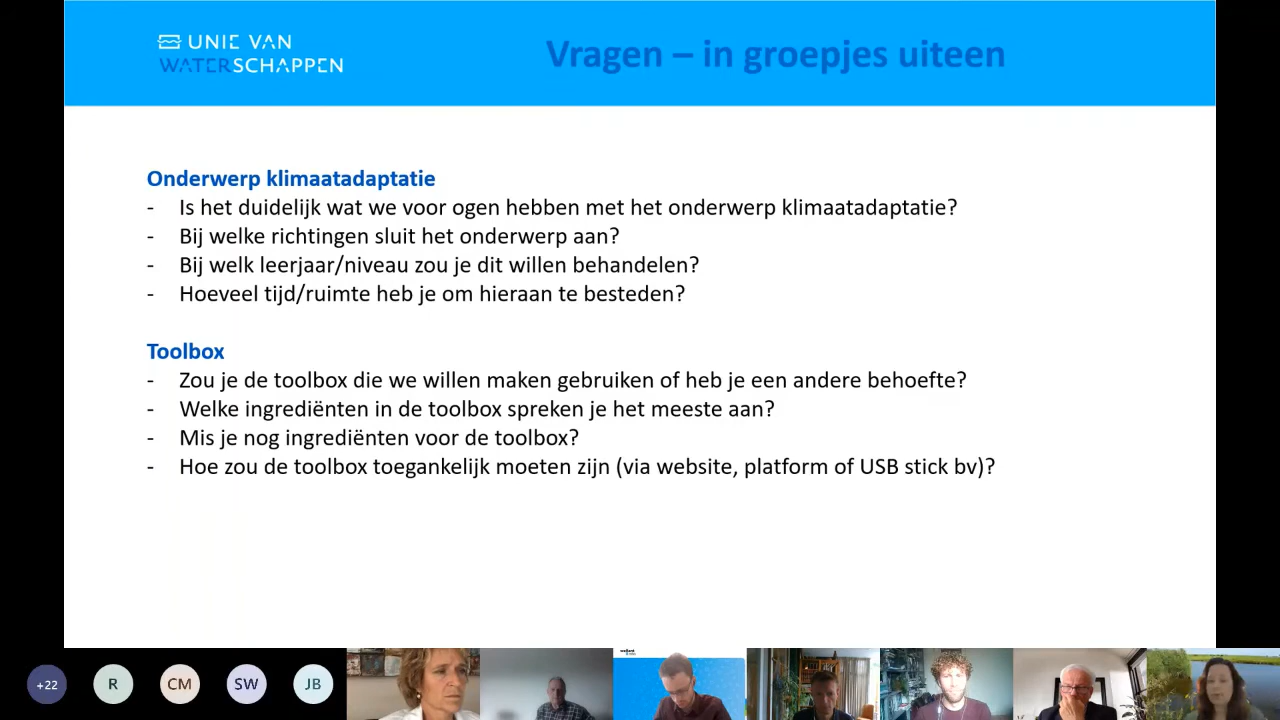 UNIE VAN
WATERSCHAPPEN
Vragen – in groepjes uiteen
Onderwerp klimaatadaptatie
- Is het duidelijk wat we voor ogen hebben met het onderwerp klimaatadaptatie?
- Bij welke richtingen sluit het onderwerp aan?
- Bij welk leerjaar/niveau zou je dit willen behandelen?
- Hoeveel tijd/ruimte heb je om hieraan te besteden?
Toolbox
- Zou je de toolbox die we willen maken gebruiken of heb je een andere behoefte?
- Welke ingrediënten in de toolbox spreken je het meeste aan?
- Mis je nog ingrediënten voor de toolbox?
- Hoe zou de toolbox toegankelijk moeten zijn (via website, platform of USB stick bv)?
+22 R CM SW JB